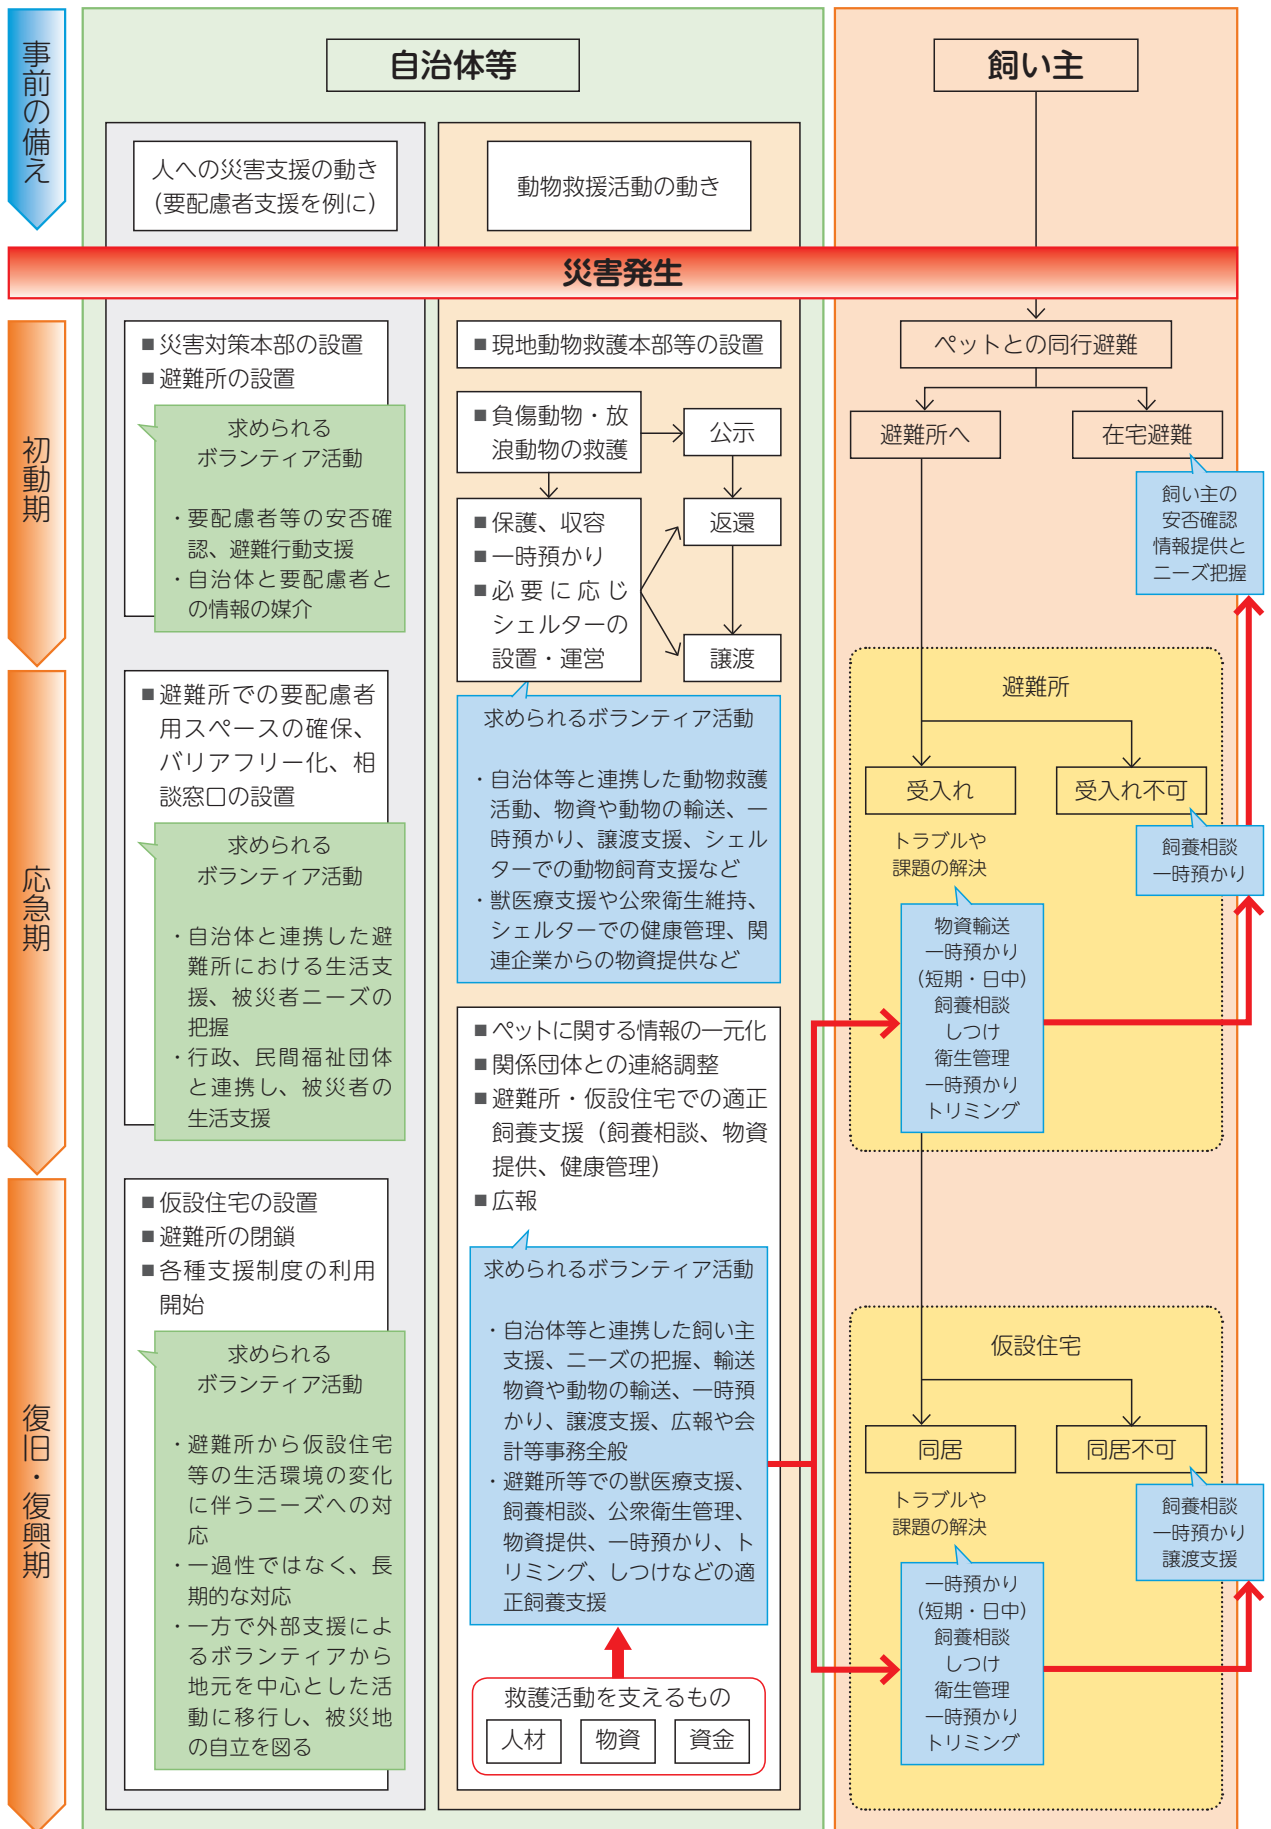 事前の備え
自治体等
飼い主
人への災害支援の動き
（要配慮者支援を例に）
動物救援活動の動き
災害発生
初動期
■災害対策本部の設置
■避難所の設置
求められる
ボランティア活動
・要配慮者等の安否確
認、避難行動支援
・自治体と要配慮者と
の情報の媒介
■現地動物救護本部等の設置
■負傷動物・放
浪動物の救護
公示
■保護、収容
■一時預かり
■必要に応じ
シェルターの
設置・運営
返還
譲渡
求められるボランティア活動
・自治体等と連携した動物救護
活動、物資や動物の輸送、一
時預かり、譲渡支援、シェル
ターでの動物飼育支援など
・獣医療支援や公衆衛生維持、
シェルターでの健康管理、関
連企業からの物資提供など
ペットとの同行避難
避難所へ
在宅避難
飼い主の
安否確認
情報提供と
ニーズ把握
応急期
■避難所での要配慮者
用スペースの確保、
バリアフリー化、相
談窓口の設置
求められる
ボランティア活動
・自治体と連携した避
難所における生活支
援、被災者ニーズの
把握
・行政、民間福祉団体
と連携し、被災者の
生活支援
避難所
受入れ
受入れ不可
トラブルや
課題の解決
飼養相談
一時預かり
物資輸送
一時預かり
（短期・日中）
飼養相談
しつけ
衛生管理
一時預かり
トリミング
■ペットに関する情報の一元化
■関係団体との連絡調整
■避難所・仮設住宅での適正
飼養支援（飼養相談、物資
提供、健康管理）
■広報
求められるボランティア活動
・自治体等と連携した飼い主
支援、ニーズの把握、輸送
物資や動物の輸送、一時預
かり、譲渡支援、広報や会
計等事務全般
・避難所等での獣医療支援、
飼養相談、公衆衛生管理、
物資提供、一時預かり、ト
リミング、しつけなどの適
正飼養支援
救護活動を支えるもの
人材
物資
資金
復旧・復興期
■仮設住宅の設置
■避難所の閉鎖
■各種支援制度の利用
開始
求められる
ボランティア活動
・避難所から仮設住宅
等の生活環境の変化
に伴うニーズへの対
応
・一過性ではなく、長
期的な対応
・一方で外部支援によ
るボランティアから
地元を中心とした活
動に移行し、被災地
の自立を図る
仮設住宅
同居
同居不可
トラブルや
課題の解決
飼養相談
一時預かり
譲渡支援
一時預かり
（短期・日中）
飼養相談
しつけ
衛生管理
一時預かり
トリミング